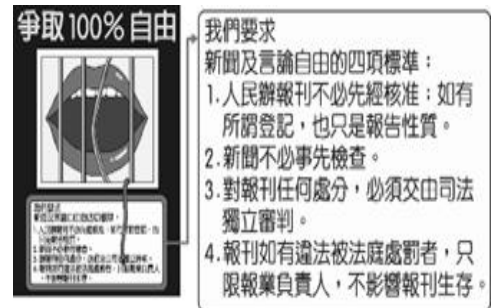 爭取100%自由
我們要求
新聞及言論自由的四項標準：
1.人民辦報刊不必先經核准；如有
所謂登記，也只是報告性質。
2.新聞不必事先檢查。
3.對報刊任何處分，必須交由司法
獨立審判。
4.報刊如有違法被法庭處罰者，只
限報業負責人，不影響報刊生存。